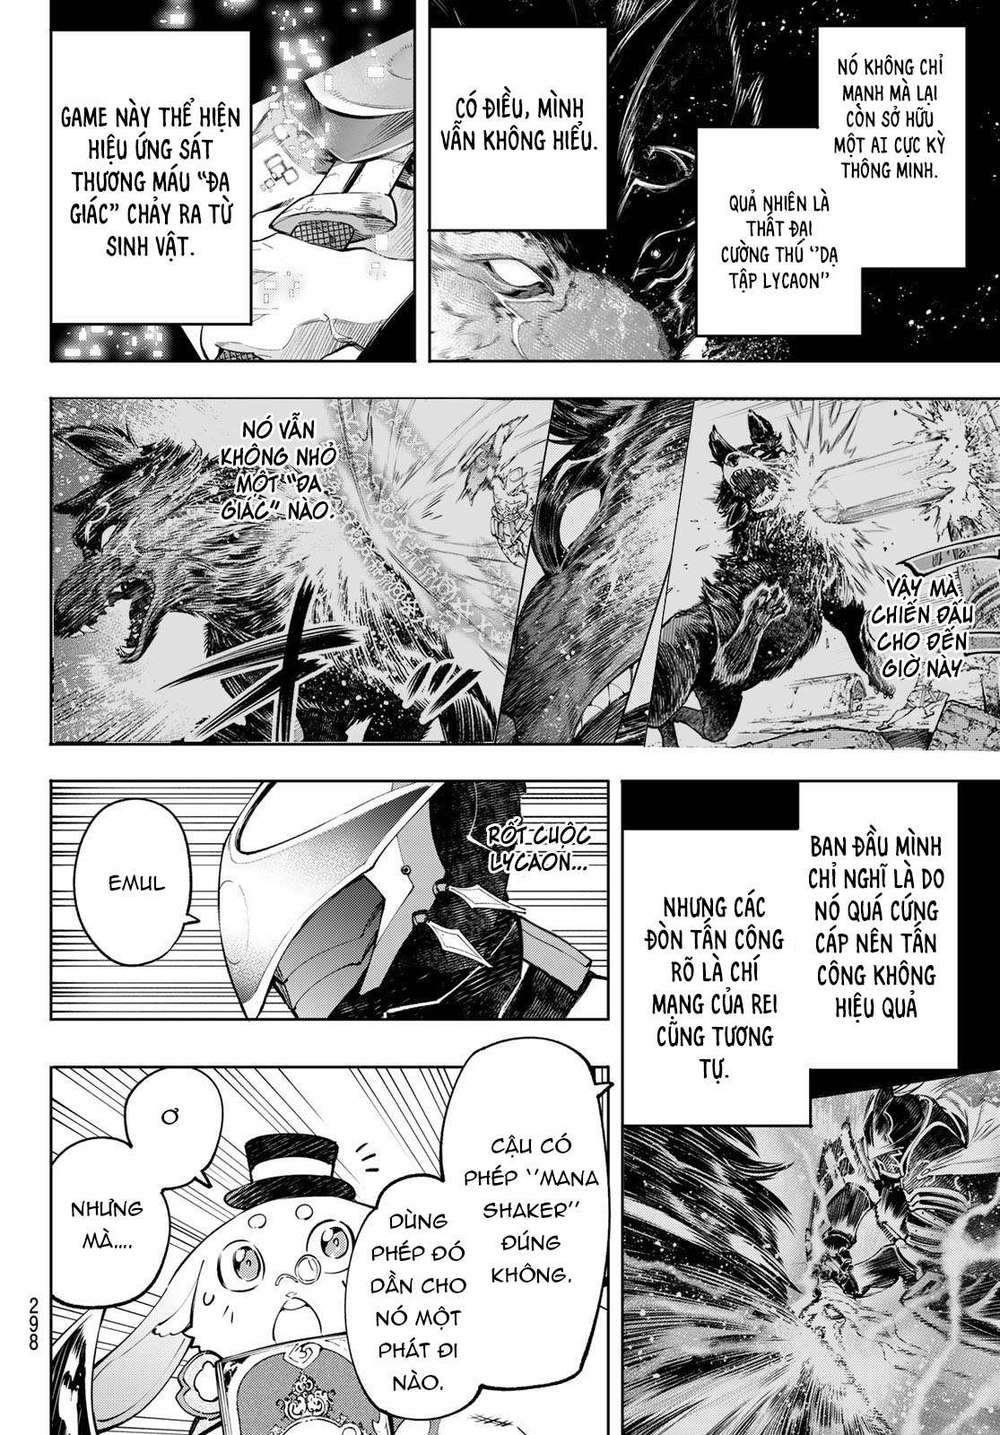 NÓ KHÔNG CHỈ
MẠNH MÀ LẠI
CÒN SỞ HỮU
MỘT AI CỰC KỲ
THÔNG MINH.
QUẢ NHIÊN LÀ
THẤT ĐẠI
CƯỜNG THÚ “DẠ
TẬP LYCAON”
CÓ ĐIỀU, MÌNH
VẪN KHÔNG HIỂU.
GAME NÀY THỂ HIỆN
HIỆU ỨNG SÁT
THƯƠNG MÁU “ĐA
GIÁC” CHẢY RA TỪ
SINH VẬT.
VẬY MÀ
CHIẾN ĐẤU
CHO ĐẾN
GIỜ NÀY
NÓ VẪN
KHÔNG NHỎ
MỘT “ĐA
GIÁC” NÀO.
BAN ĐẦU MÌNH
CHỈ NGHĨ LÀ DO
NÓ QUÁ CỨNG
CÁP NÊN TẤN
CÔNG KHÔNG
HIỆU QUẢ
NHƯNG CÁC
ĐÒN TẤN CÔNG
RÕ LÀ CHÍ
MẠNG CỦA REI
CŨNG TƯƠNG
TỰ.
RỐT CUỘC
LYCAON...
EMUL
CẬU CÓ
PHÉP “MANA
SHAKER”
ĐÚNG
KHÔNG.
DÙNG
PHÉP ĐÓ
DẦN CHO
NÓ MỘT
PHÁT ĐI
NÀO.
Ơ
NHƯNG
MÀ....
298